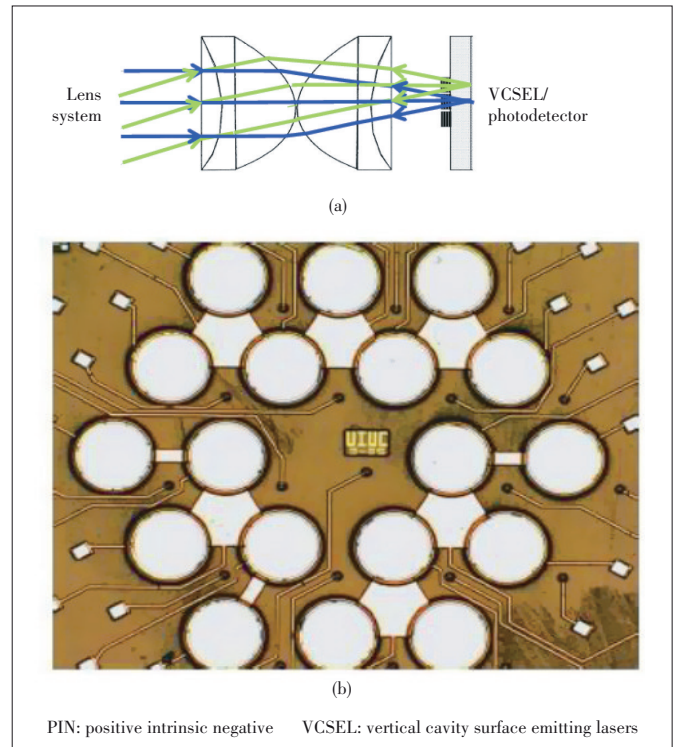 Lens
system
VCSEL/
photodetector
(a)
UIUC
(b)
PIN: positive intrinsic negative VCSEL: vertical cavity surface emitting lasers